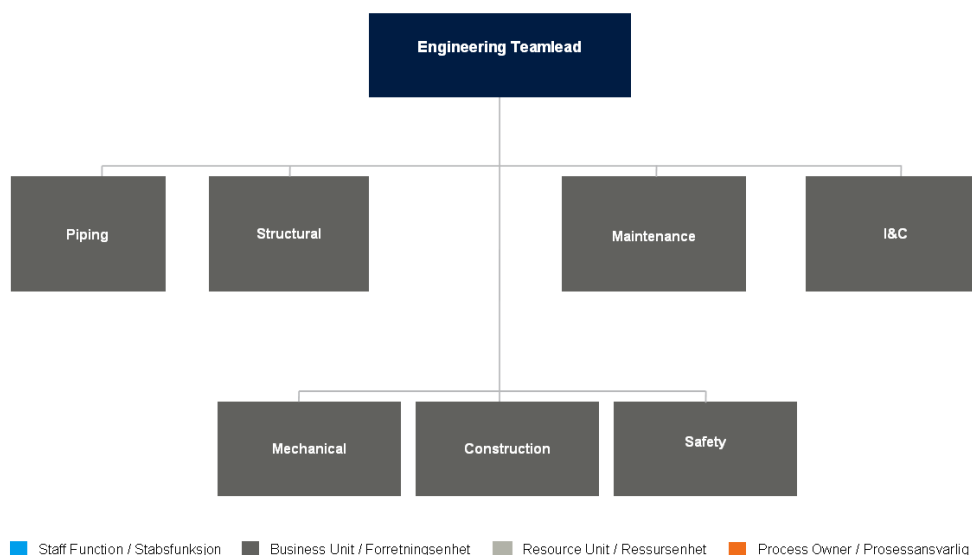 Engineering Teamlead
Piping
Structural
Maintenance
I&C
Mechanical
Construction
Safety
Staff Function / Stabsfunksjon
Business Unit / Forretningsenhet
Resource Unit / Ressursenhet
Process Owner / Prosessansvarlig